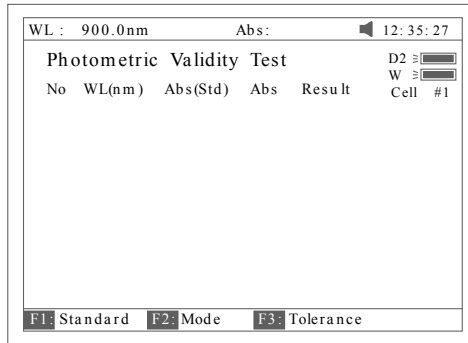 WL : 900.0nm Abs: 12:35:27
Photometric Validity Test D2
W
No WL(nm) Abs(Std) Abs Result Cell #1
F1: Standard F2: Mode F3: Tolerance